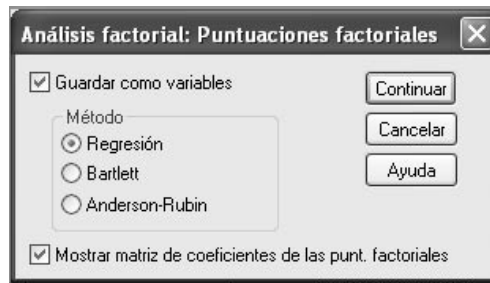 Análisis factorial: Puntuaciones factoriales
Guardar como variables
Método
Regresión
Bartlett
Anderson-Rubin
Mostrar matriz de coeficientes de las punt. factoriales
Continuar
Cancelar
Ayuda